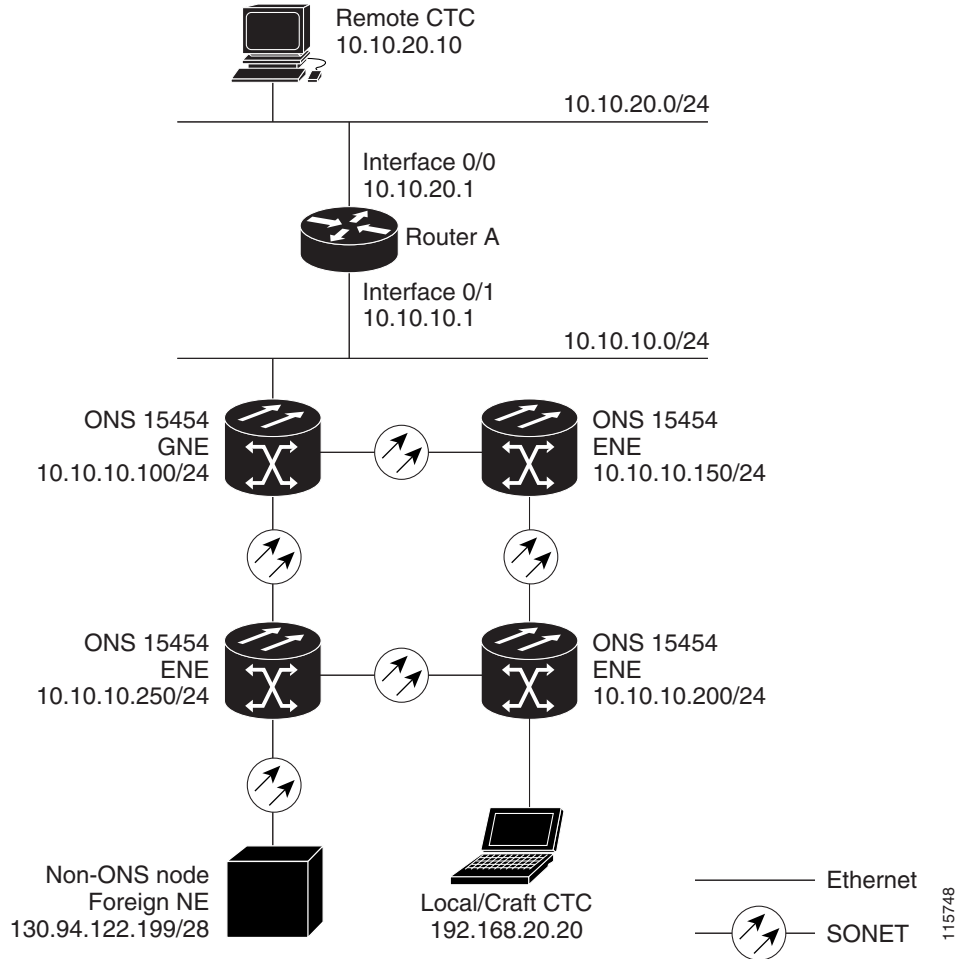 Remote CTC
10.10.20.10
10.10.20.0/24
Interface 0/0
10.10.20.1
Router A
Interface 0/1
10.10.10.1
10.10.10.0/24
ONS 15454
GNE
10.10.10.100/24
ONS 15454
ENE
10.10.10.150/24
ONS 15454
ENE
10.10.10.250/24
ONS 15454
ENE
10.10.10.200/24
Non-ONS node
Foreign NE
130.94.122.199/28
Local/Craft CTC
192.168.20.20
Ethernet
SONET
115748